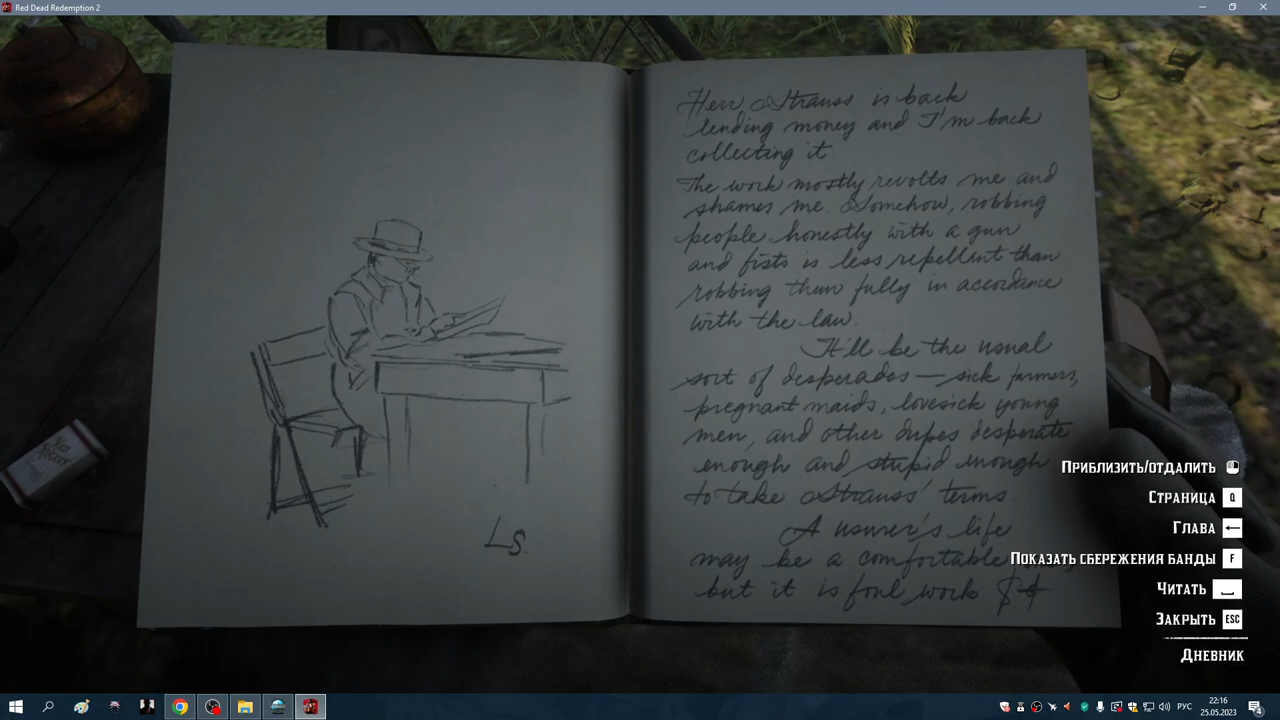 Red Dead Redemption 2
Herr Strauss is back
lending money and I'm back
collecting it.
The work mostly revolts me and
shames me. Somehow, robbing
people honestly with a gun
and fists is less repellent than
robbing them fully in accordance
with the law.
It'll be the usual
sort of desperados — sick farmers,
pregnant maids, lovesick young
men, and other dupes desperate
enough and stupid enough
to take Strauss' terms.
A usurer's life
may be a comfortable
but it is foul work
LS.
Приблизить/отдалить
Страница Q
Глава ←
Показать сбережения банды F
Читать
Закрыть ESC
Дневник
РУС
22:16
25.05.2023
4